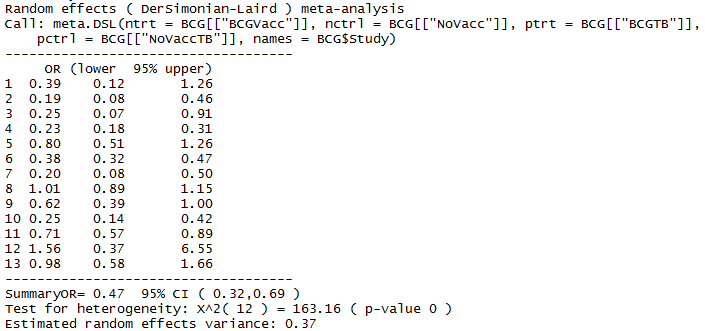 Random effects ( DerSimonian-Laird ) meta-analysis
Call: meta.DSL(ntrt = BCG[["BCGVacc"]], nctrl = BCG[["NoVacc"]], ptrt = BCG[["BCGTB"]],
    pctrl = BCG[["NoVaccTB"]], names = BCG$Study)
------------------------------------
     OR (lower  95% upper)
1  0.39    0.12       1.26
2  0.19    0.08       0.46
3  0.25    0.07       0.91
4  0.23    0.18       0.31
5  0.80    0.51       1.26
6  0.38    0.32       0.47
7  0.20    0.08       0.50
8  1.01    0.89       1.15
9  0.62    0.39       1.00
10 0.25    0.14       0.42
11 0.71    0.57       0.89
12 1.56    0.37       6.55
13 0.98    0.58       1.66
------------------------------------
SummaryOR= 0.47  95% CI ( 0.32,0.69 )
Test for heterogeneity: X^2( 12 ) = 163.16 ( p-value 0 )
Estimated random effects variance: 0.37